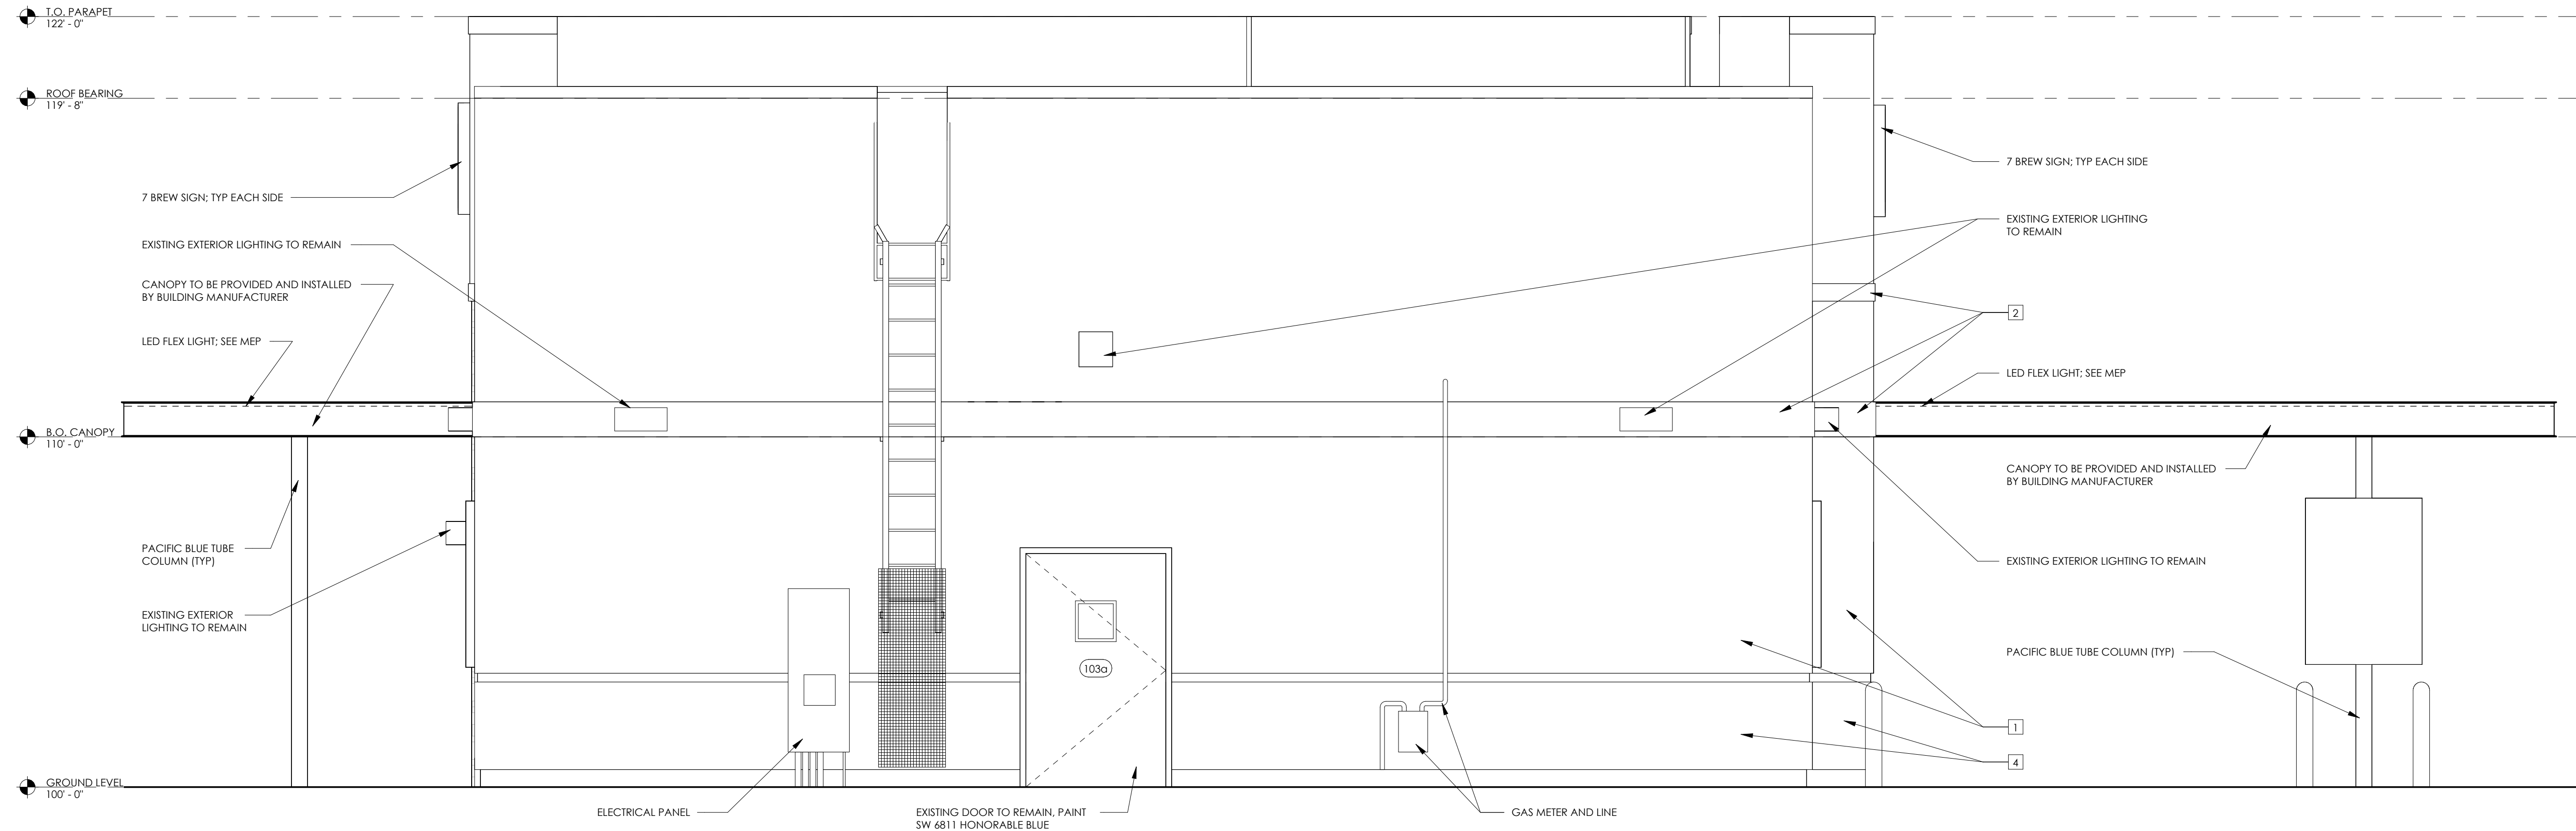 T.O. PARAPET
122' - 0"
ROOF BEARING
119' - 8"
7 BREW SIGN; TYP EACH SIDE
EXISTING EXTERIOR LIGHTING TO REMAIN
CANOPY TO BE PROVIDED AND INSTALLED
BY BUILDING MANUFACTURER
LED FLEX LIGHT; SEE MEP
B.O. CANOPY
110' - 0"
PACIFIC BLUE TUBE
COLUMN (TYP)
EXISTING EXTERIOR
LIGHTING TO REMAIN
GROUND LEVEL
100' - 0"
103a
ELECTRICAL PANEL
EXISTING DOOR TO REMAIN, PAINT
SW 6811 HONORABLE BLUE
GAS METER AND LINE
7 BREW SIGN; TYP EACH SIDE
EXISTING EXTERIOR LIGHTING
TO REMAIN
2
LED FLEX LIGHT; SEE MEP
CANOPY TO BE PROVIDED AND INSTALLED
BY BUILDING MANUFACTURER
EXISTING EXTERIOR LIGHTING TO REMAIN
PACIFIC BLUE TUBE COLUMN (TYP)
1
4